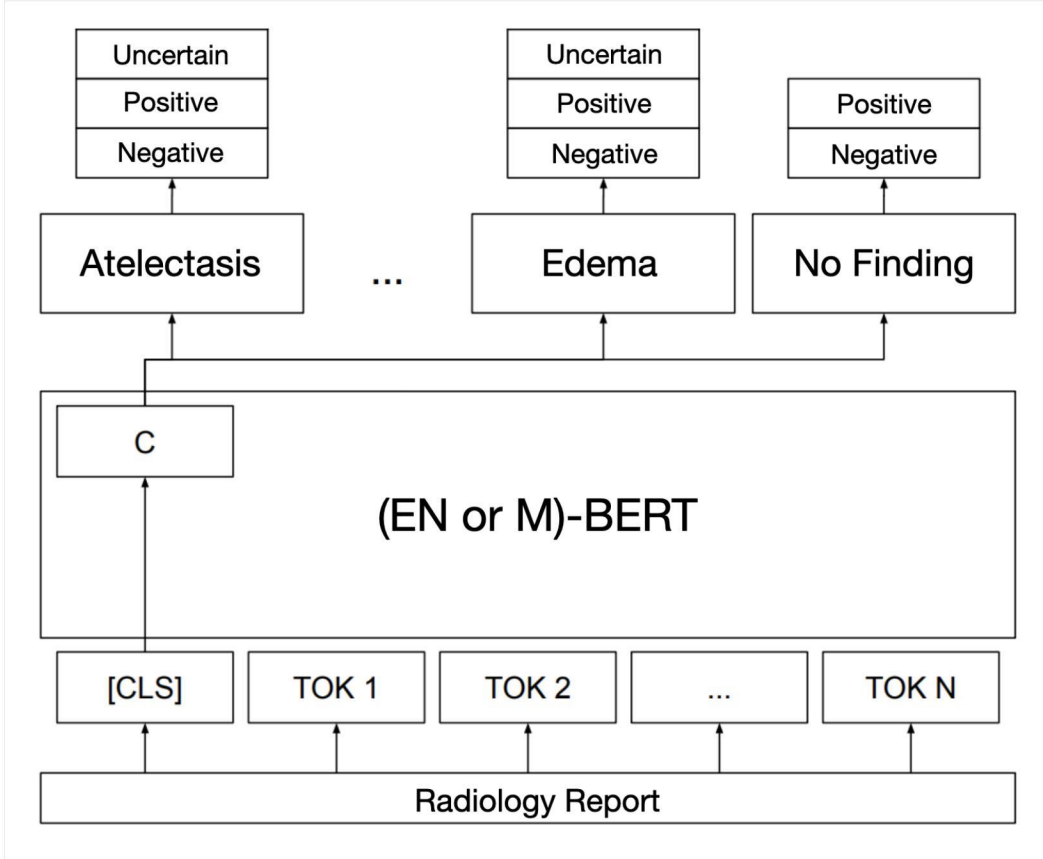 Uncertain
Positive
Negative
Uncertain
Positive
Negative
Positive
Negative
Atelectasis
...
Edema
No Finding
C
(EN or M)-BERT
[CLS]
TOK 1
TOK 2
...
TOK N
Radiology Report